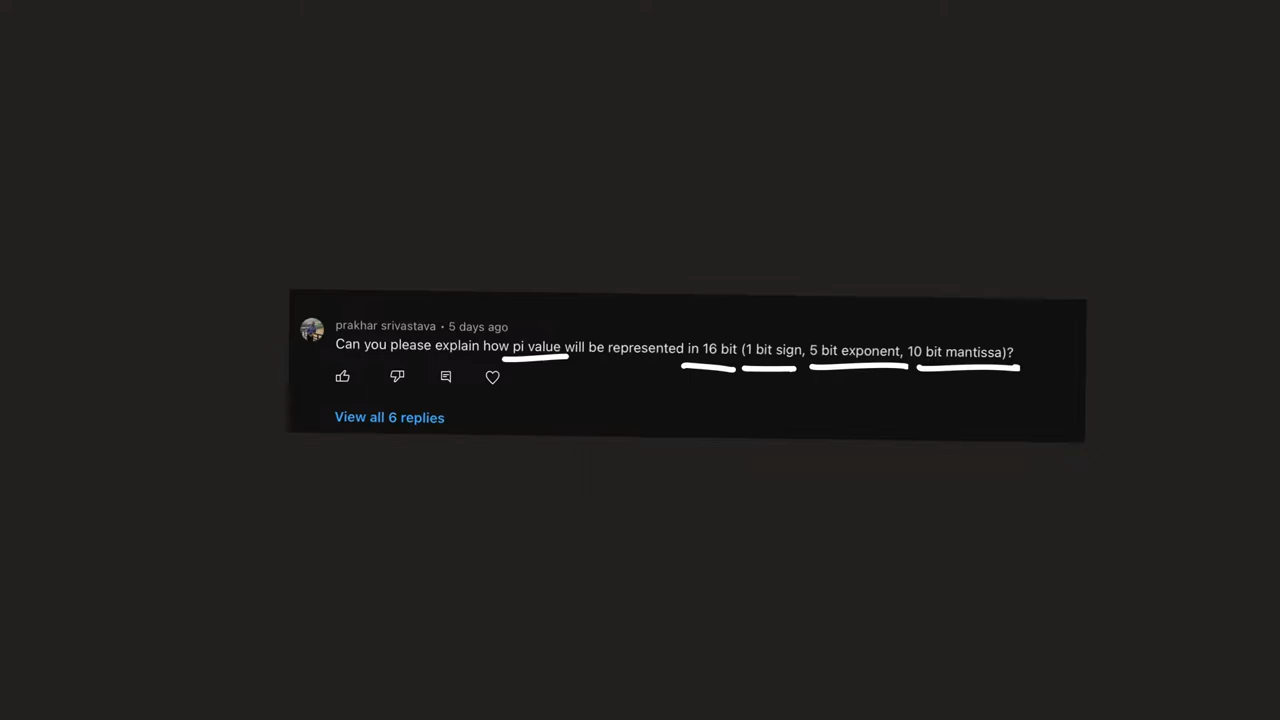 prakhar srivastava • 5 days ago
Can you please explain how pi value will be represented in 16 bit (1 bit sign, 5 bit exponent, 10 bit mantissa)?
View all 6 replies